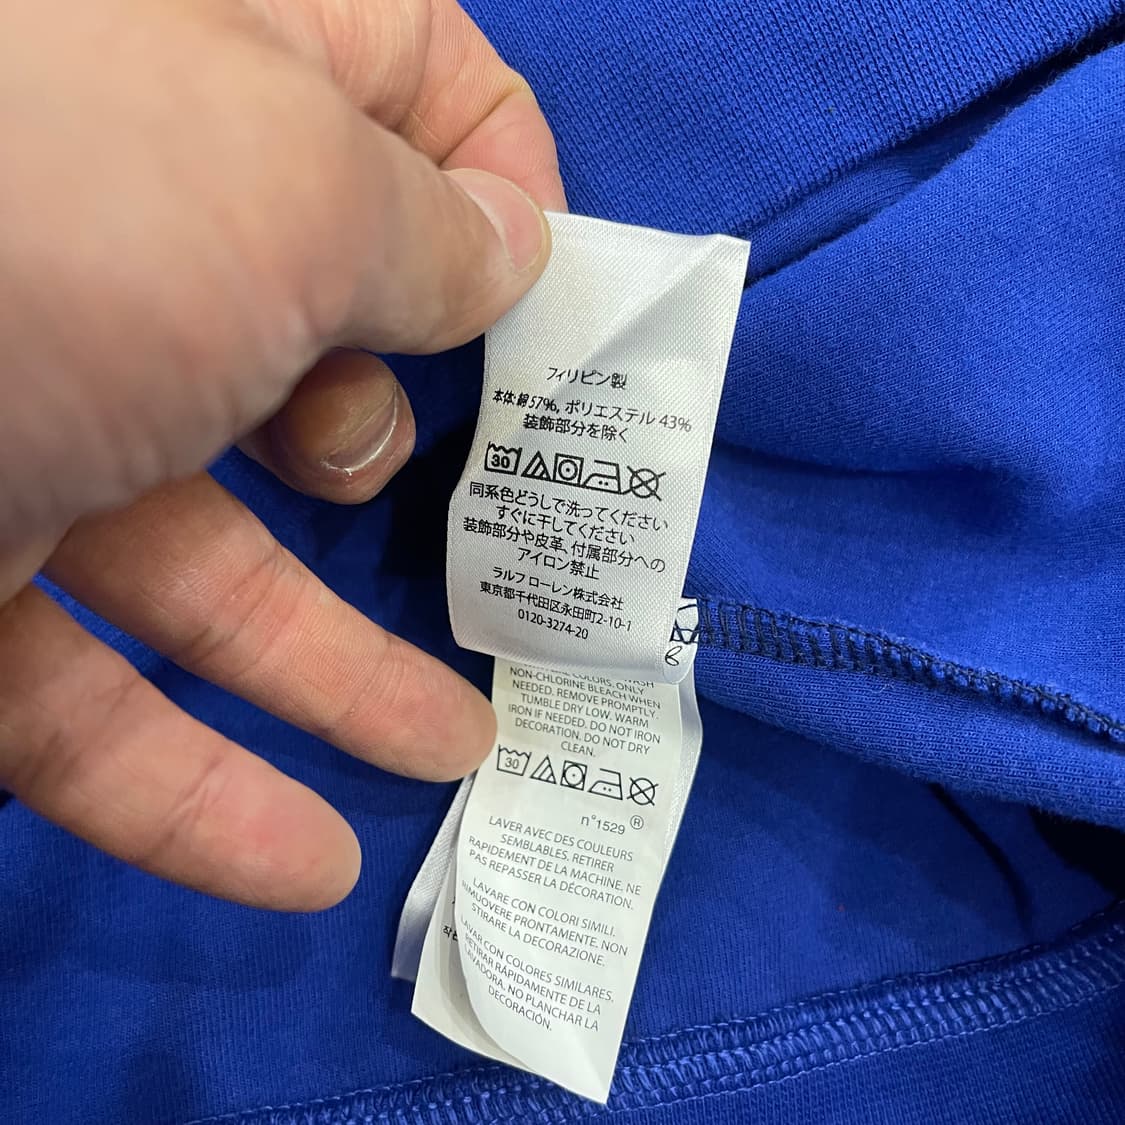 フィリピン製
本体: 綿 57%, ポリエステル 43%
装飾部分を除く
30
同系色どうしで洗ってください
すぐに干してください
装飾部分や皮革、付属部分への
アイロン禁止
ラルフ ローレン株式会社
東京都千代田区永田町2-10-1
0120-3274-20
COLORS. ONLY
NON-CHLORINE BLEACH WHEN
NEEDED. REMOVE PROMPTLY.
TUMBLE DRY LOW. WARM
IRON IF NEEDED. DO NOT IRON
DECORATION. DO NOT DRY
CLEAN.
30
n°1529 ®
LAVER AVEC DES COULEURS
SEMBLABLES. RETIRER
RAPIDEMENT DE LA MACHINE. NE
PAS REPASSER LA DÉCORATION.
LAVARE CON COLORI SIMILI.
RIMUOVERE PRONTAMENTE. NON
STIRARE LA DECORAZIONE.
LAVAR CON COLORES SIMILARES.
RETIRAR RÁPIDAMENTE DE LA
LAVADORA. NO PLANCHAR LA
DECORACIÓN.